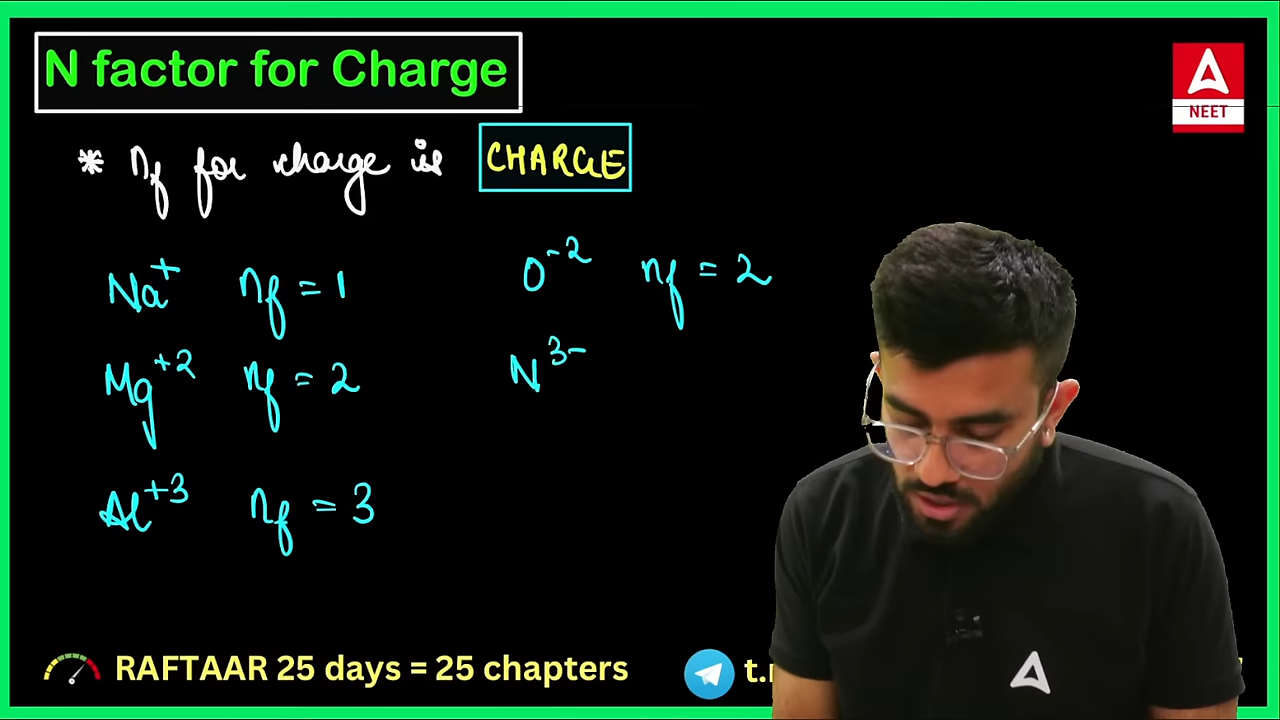 N factor for Charge
NEET
* nf for charge is CHARGE
Na+ nf = 1
O-2 nf = 2
Mg+2 nf = 2
N3-
Al+3 nf = 3
RAFTAAR 25 days = 25 chapters